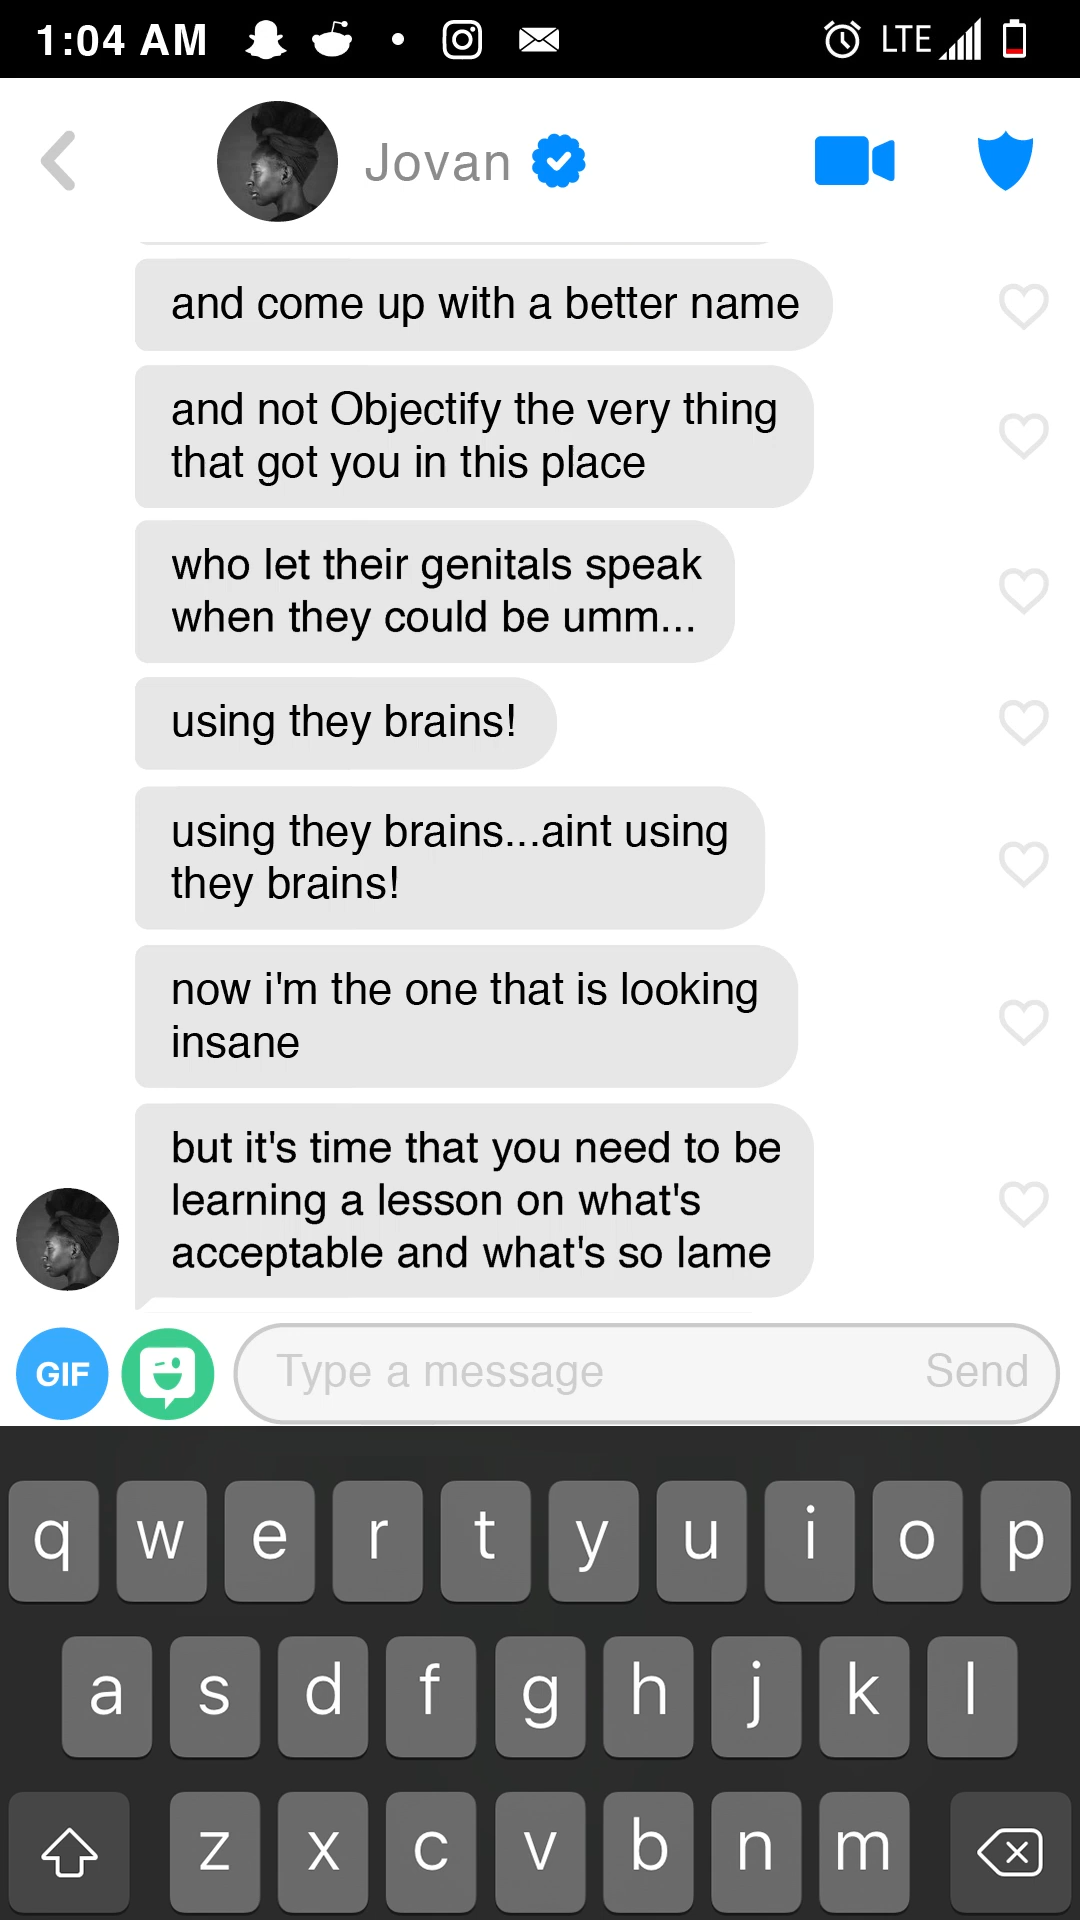 1:04 AM
LTE
Jovan
and come up with a better name
and not Objectify the very thing
that got you in this place
who let their genitals speak
when they could be umm...
using they brains!
using they brains...aint using
they brains!
now i'm the one that is looking
insane
but it's time that you need to be
learning a lesson on what's
acceptable and what's so lame
GIF
Type a message
Send
q w e r t y u i o p
a s d f g h j k l
z x c v b n m